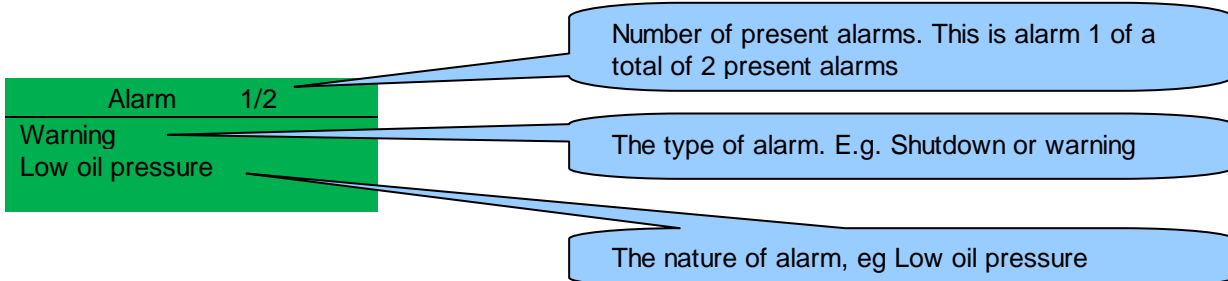 Alarm 1/2
Warning
Low oil pressure
Number of present alarms. This is alarm 1 of a
total of 2 present alarms
The type of alarm. E.g. Shutdown or warning
The nature of alarm, eg Low oil pressure